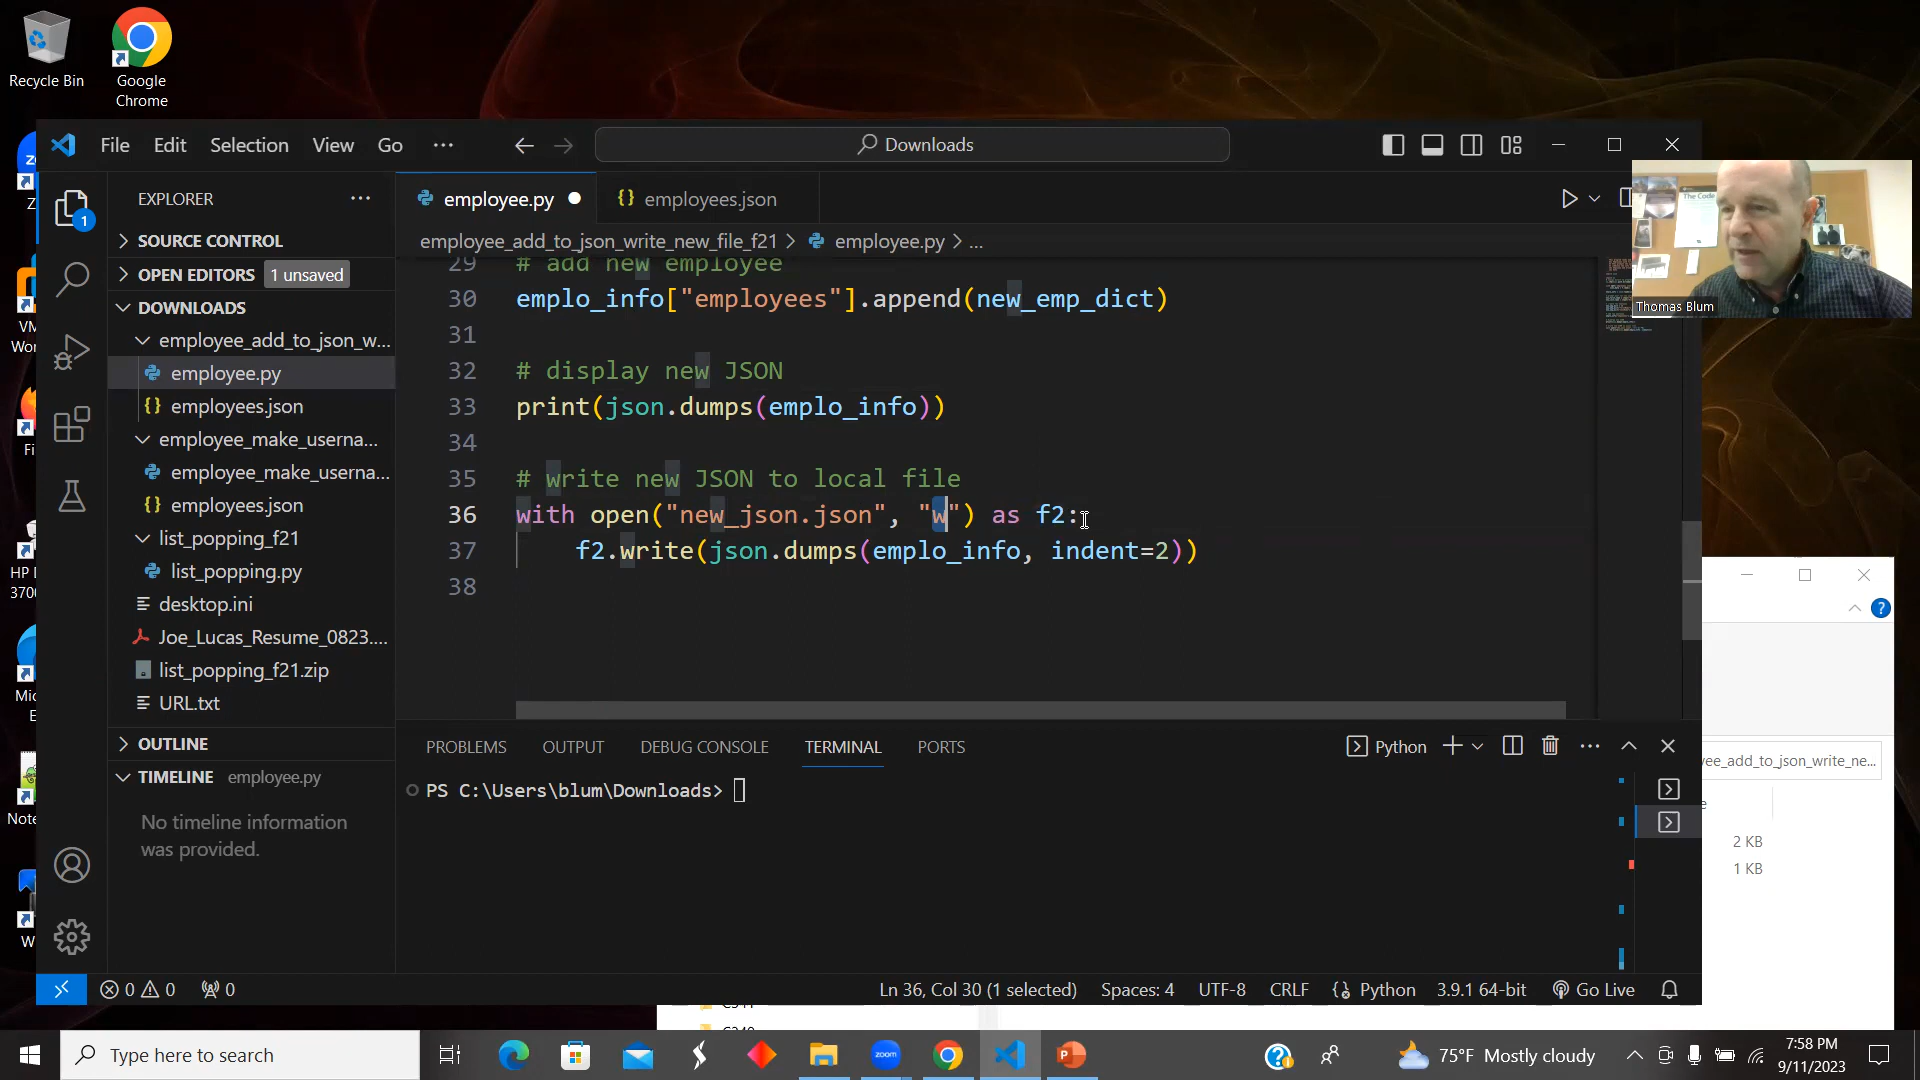 Recycle Bin
Google
Chrome
File Edit Selection View Go
Downloads
EXPLORER
employee.py
employees.json
Thomas Blum
SOURCE CONTROL
OPEN EDITORS 1 unsaved
DOWNLOADS
employee_add_to_json_w...
employee.py
employees.json
employee_make_userna...
employee_make_userna...
employees.json
list_popping_f21
list_popping.py
desktop.ini
Joe_Lucas_Resume_0823....
list_popping_f21.zip
URL.txt
OUTLINE
TIMELINE employee.py
No timeline information
was provided.
employee_add_to_json_write_new_file_f21 > employee.py > ...
29 # add new employee
30 emplo_info["employees"].append(new_emp_dict)
31
32 # display new JSON
33 print(json.dumps(emplo_info))
34
35 # write new JSON to local file
36 with open("new_json.json", "w") as f2:
37 f2.write(json.dumps(emplo_info, indent=2))
38
PROBLEMS OUTPUT DEBUG CONSOLE TERMINAL PORTS
Python
PS C:\Users\blum\Downloads>
0 0 0
Ln 36, Col 30 (1 selected) Spaces: 4 UTF-8 CRLF Python 3.9.1 64-bit Go Live
ee_add_to_json_write_ne...
2 KB
1 KB
Type here to search
zoom
75°F Mostly cloudy
7:58 PM
9/11/2023